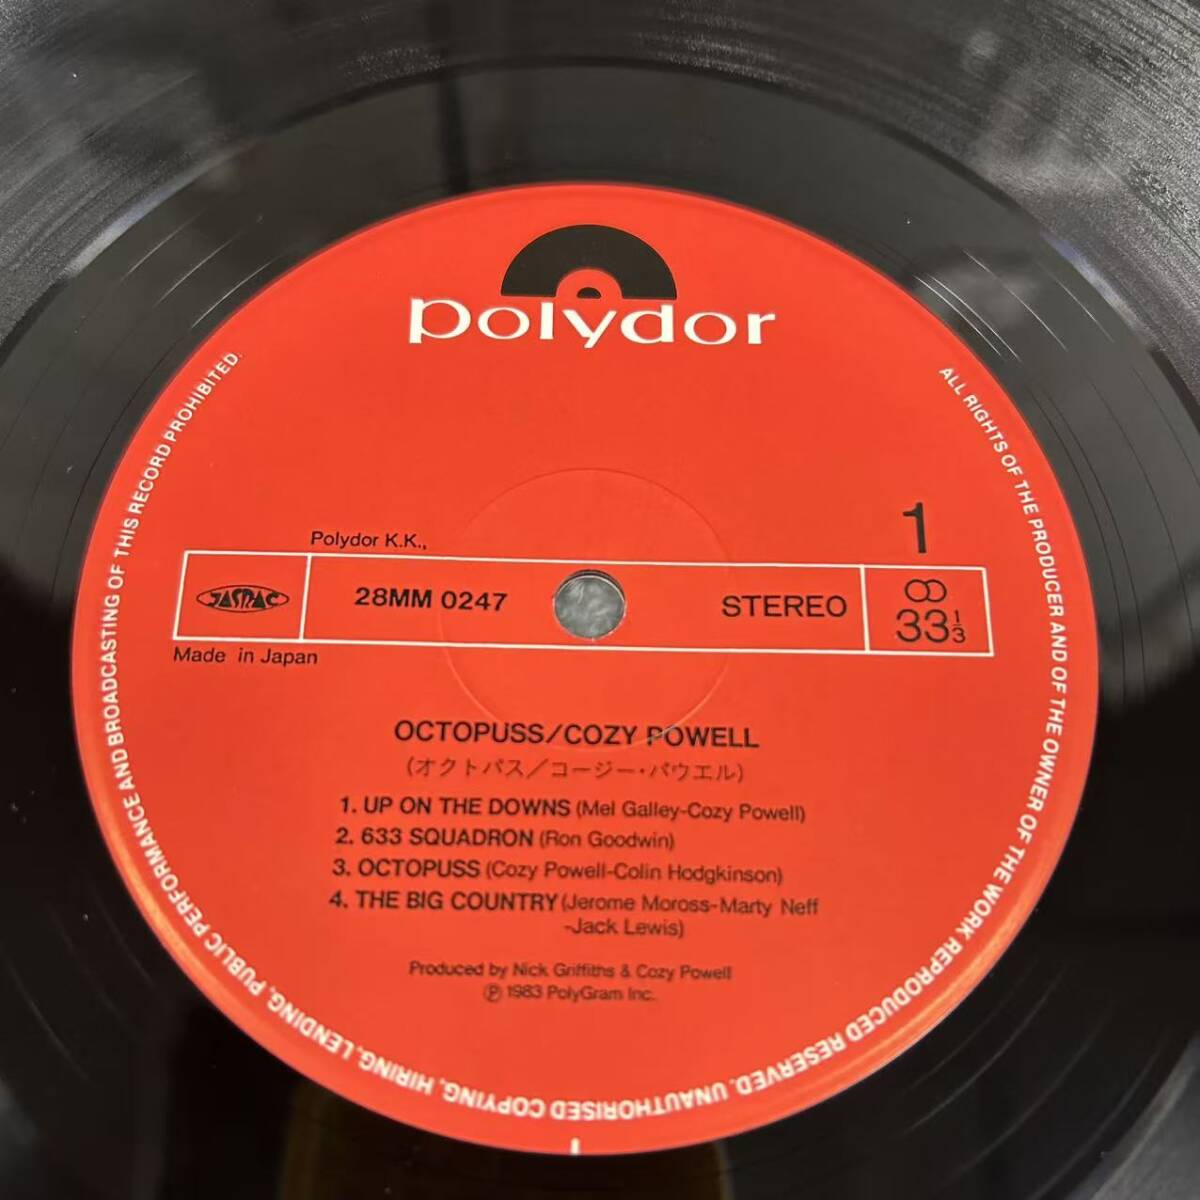 polydor
ALL RIGHTS OF THE PRODUCER AND OF THE OWNER OF THE WORK REPRODUCED RESERVED. UNAUTHORISED COPYING, HIRING, LENDING, PUBLIC PERFORMANCE AND BROADCASTING OF THIS RECORD PROHIBITED.
1
Polydor K.K.,
JASRAC
28MM 0247
STEREO
33 1/3
Made in Japan
OCTOPUSS/COZY POWELL
(オクトパス/コージー・パウエル)
1. UP ON THE DOWNS (Mel Galley-Cozy Powell)
2. 633 SQUADRON (Ron Goodwin)
3. OCTOPUSS (Cozy Powell-Colin Hodgkinson)
4. THE BIG COUNTRY (Jerome Moross-Marty Neff
-Jack Lewis)
Produced by Nick Griffiths & Cozy Powell
Ⓟ 1983 PolyGram Inc.